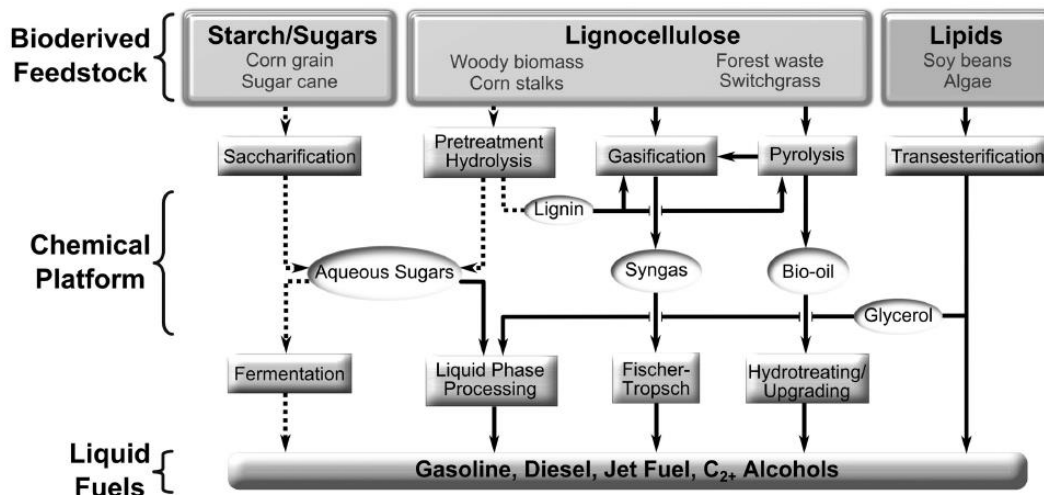 Bioderived
Feedstock
Starch/Sugars
Corn grain
Sugar cane
Lignocellulose
Woody biomass
Corn stalks
Forest waste
Switchgrass
Lipids
Soy beans
Algae
Saccharification
Pretreatment
Hydrolysis
Gasification
Pyrolysis
Transesterification
Lignin
Chemical
Platform
Aqueous Sugars
Syngas
Bio-oil
Glycerol
Fermentation
Liquid Phase
Processing
Fischer-
Tropsch
Hydrotreating/
Upgrading
Liquid
Fuels
Gasoline, Diesel, Jet Fuel, C₂₊ Alcohols